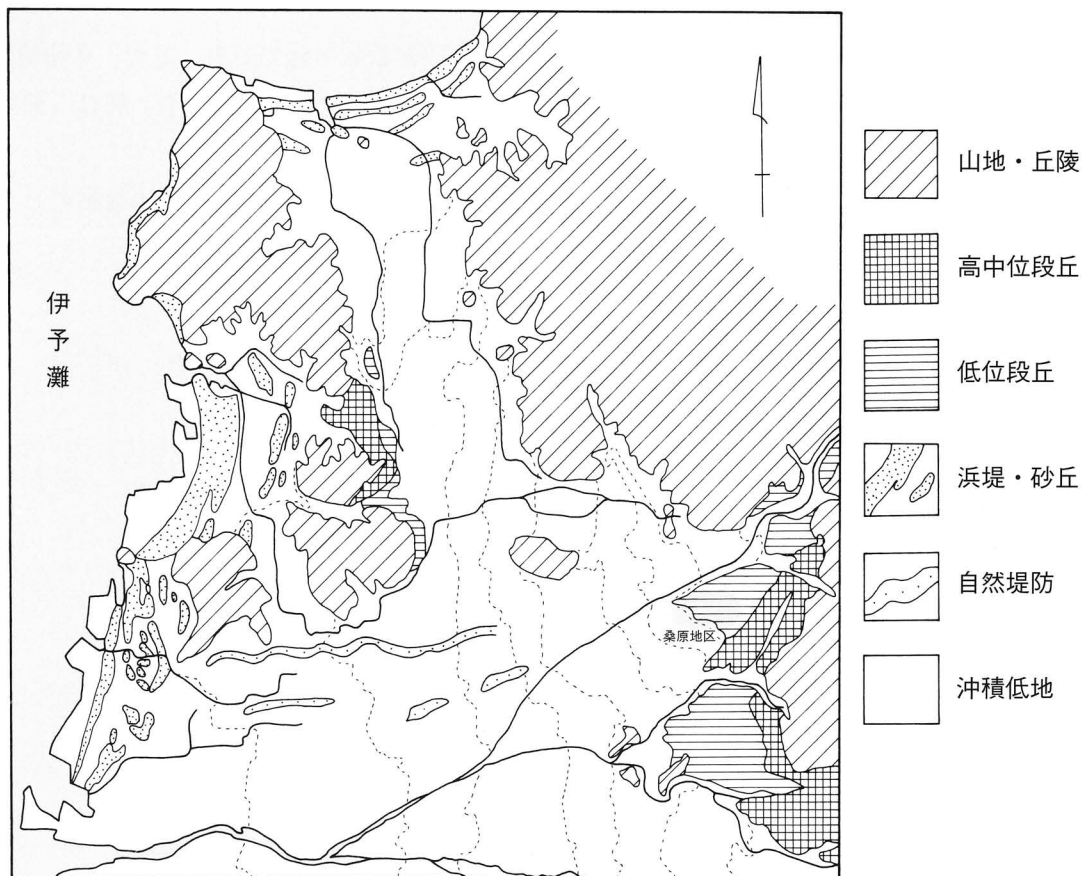 伊予灘
桑原地区
山地・丘陵
高中位段丘
低位段丘
浜堤・砂丘
自然堤防
沖積低地